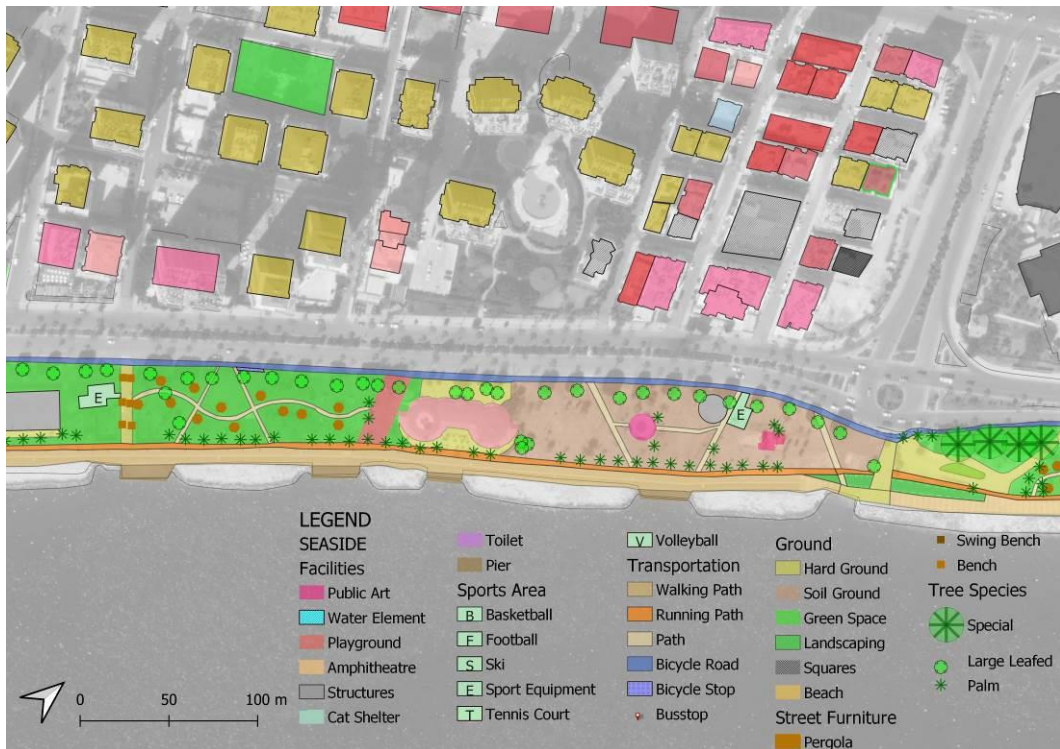 E
E
LEGEND
SEASIDE
Facilities
Public Art
Water Element
Playground
Amphitheatre
Structures
Cat Shelter
Toilet
Pier
Sports Area
B Basketball
F Football
S Ski
E Sport Equipment
T Tennis Court
V Volleyball
Transportation
Walking Path
Running Path
Path
Bicycle Road
Bicycle Stop
Busstop
Ground
Hard Ground
Soil Ground
Green Space
Landscaping
Squares
Beach
Street Furniture
Pergola
Swing Bench
Bench
Tree Species
Special
Large Leafed
Palm
0 50 100 m